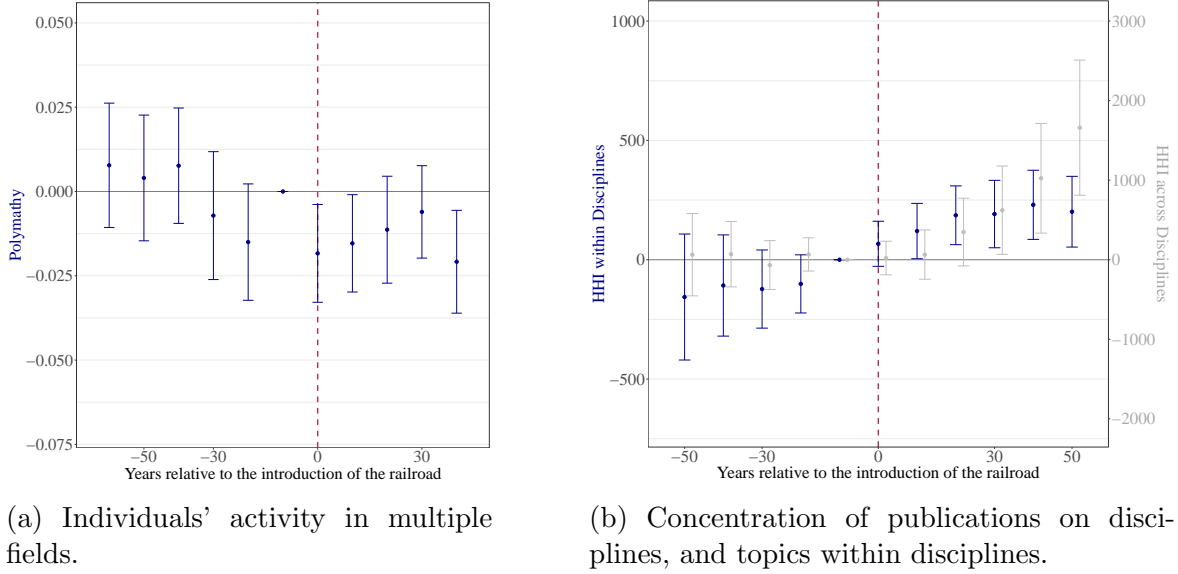 0.050
0.025
0.000
−0.025
−0.050
−0.075
Polymathy
−50
−30
0
30
Years relative to the introduction of the railroad
(a) Individuals’ activity in multiple
fields.
1000
500
0
−500
HHI within Disciplines
3000
2000
1000
0
−1000
−2000
HHI across Disciplines
−50
−30
0
30
50
Years relative to the introduction of the railroad
(b) Concentration of publications on disci-
plines, and topics within disciplines.